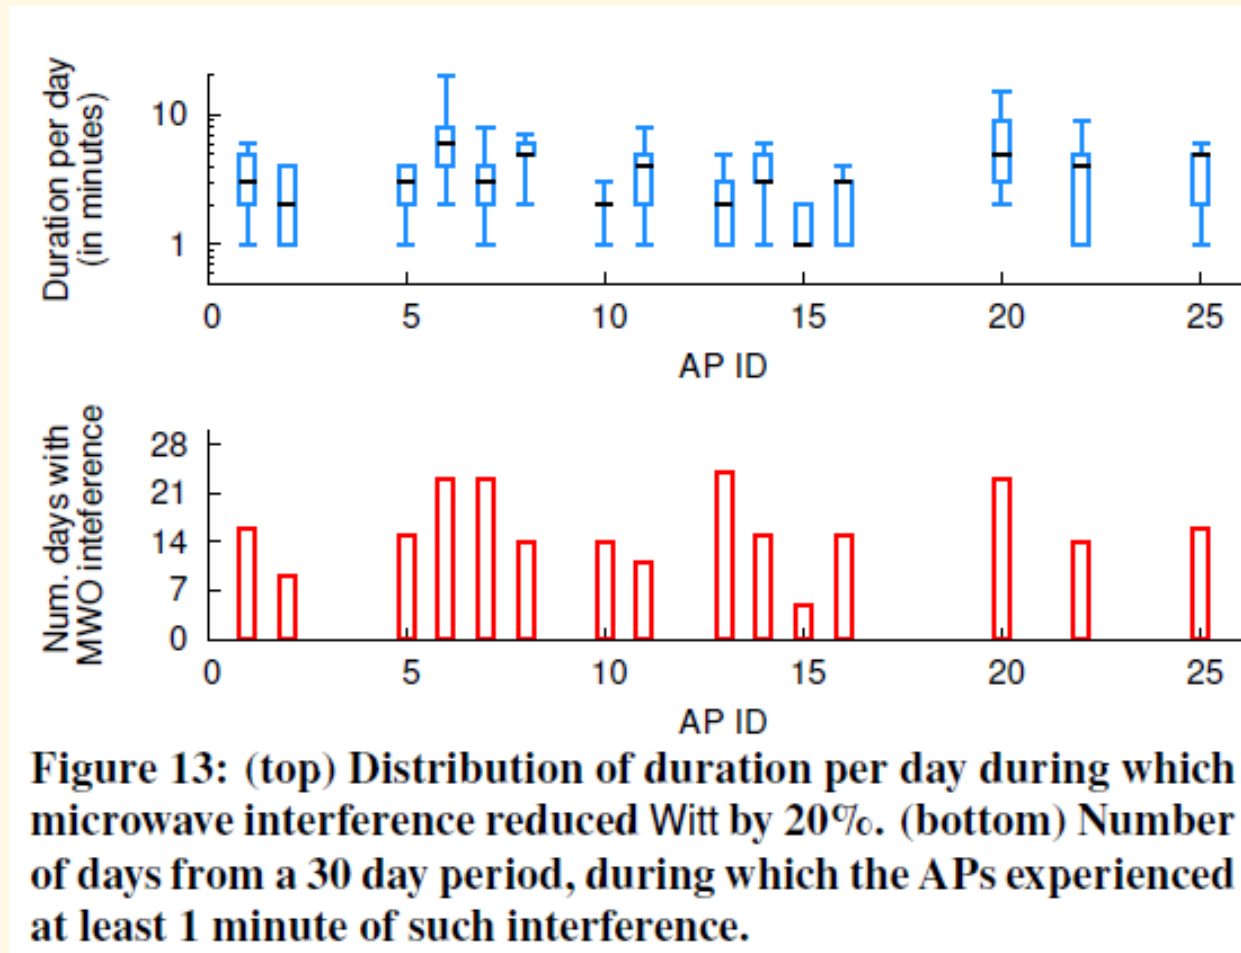 Duration per day
(in minutes)
10
1
0 5 10 15 20 25
AP ID
Num. days with
MWO inteference
28
21
14
7
0
0 5 10 15 20 25
AP ID
Figure 13: (top) Distribution of duration per day during which
microwave interference reduced Witt by 20%. (bottom) Number
of days from a 30 day period, during which the APs experienced
at least 1 minute of such interference.